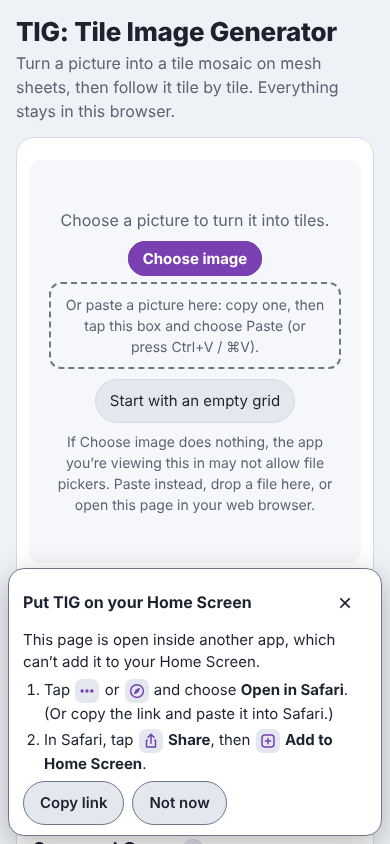 TIG: Tile Image Generator
Turn a picture into a tile mosaic on mesh
sheets, then follow it tile by tile. Everything
stays in this browser.
Choose a picture to turn it into tiles.
Choose image
Or paste a picture here: copy one, then
tap this box and choose Paste (or
press Ctrl+V / ⌘V).
Start with an empty grid
If Choose image does nothing, the app
you’re viewing this in may not allow file
pickers. Paste instead, drop a file here, or
open this page in your web browser.
Put TIG on your Home Screen
This page is open inside another app, which
can’t add it to your Home Screen.
1. Tap or and choose Open in Safari.
(Or copy the link and paste it into Safari.)
2. In Safari, tap Share, then Add to
Home Screen.
Copy link
Not now